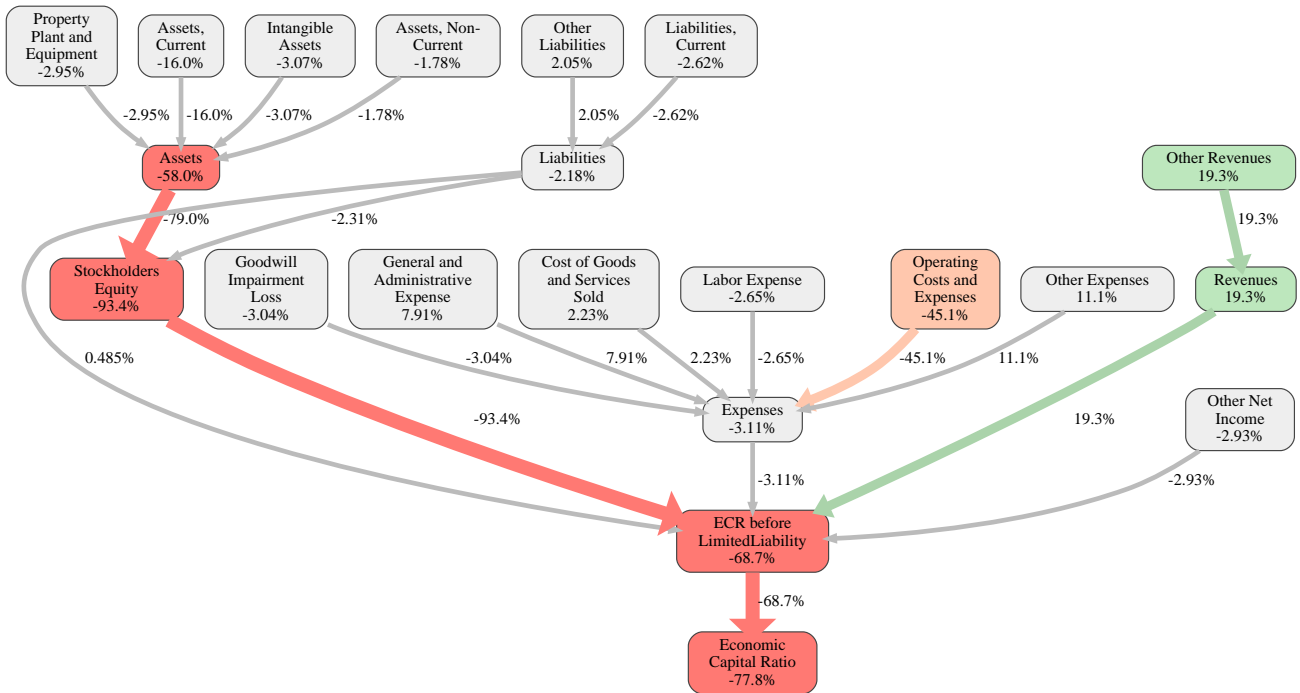 Property
Plant and
Equipment
-2.95%
Assets,
Current
-16.0%
Intangible
Assets
-3.07%
Assets, Non-
Current
-1.78%
Other
Liabilities
2.05%
Liabilities,
Current
-2.62%
-2.95%
-16.0%
-3.07%
-1.78%
2.05%
-2.62%
Assets
-58.0%
Liabilities
-2.18%
Other Revenues
19.3%
-79.0%
-2.31%
19.3%
Stockholders
Equity
-93.4%
Goodwill
Impairment
Loss
-3.04%
General and
Administrative
Expense
7.91%
Cost of Goods
and Services
Sold
2.23%
Labor Expense
-2.65%
Operating
Costs and
Expenses
-45.1%
Other Expenses
11.1%
Revenues
19.3%
0.485%
-3.04%
7.91%
2.23%
-2.65%
-45.1%
11.1%
Expenses
-3.11%
Other Net
Income
-2.93%
-93.4%
19.3%
-3.11%
-2.93%
ECR before
LimitedLiability
-68.7%
-68.7%
Economic
Capital Ratio
-77.8%